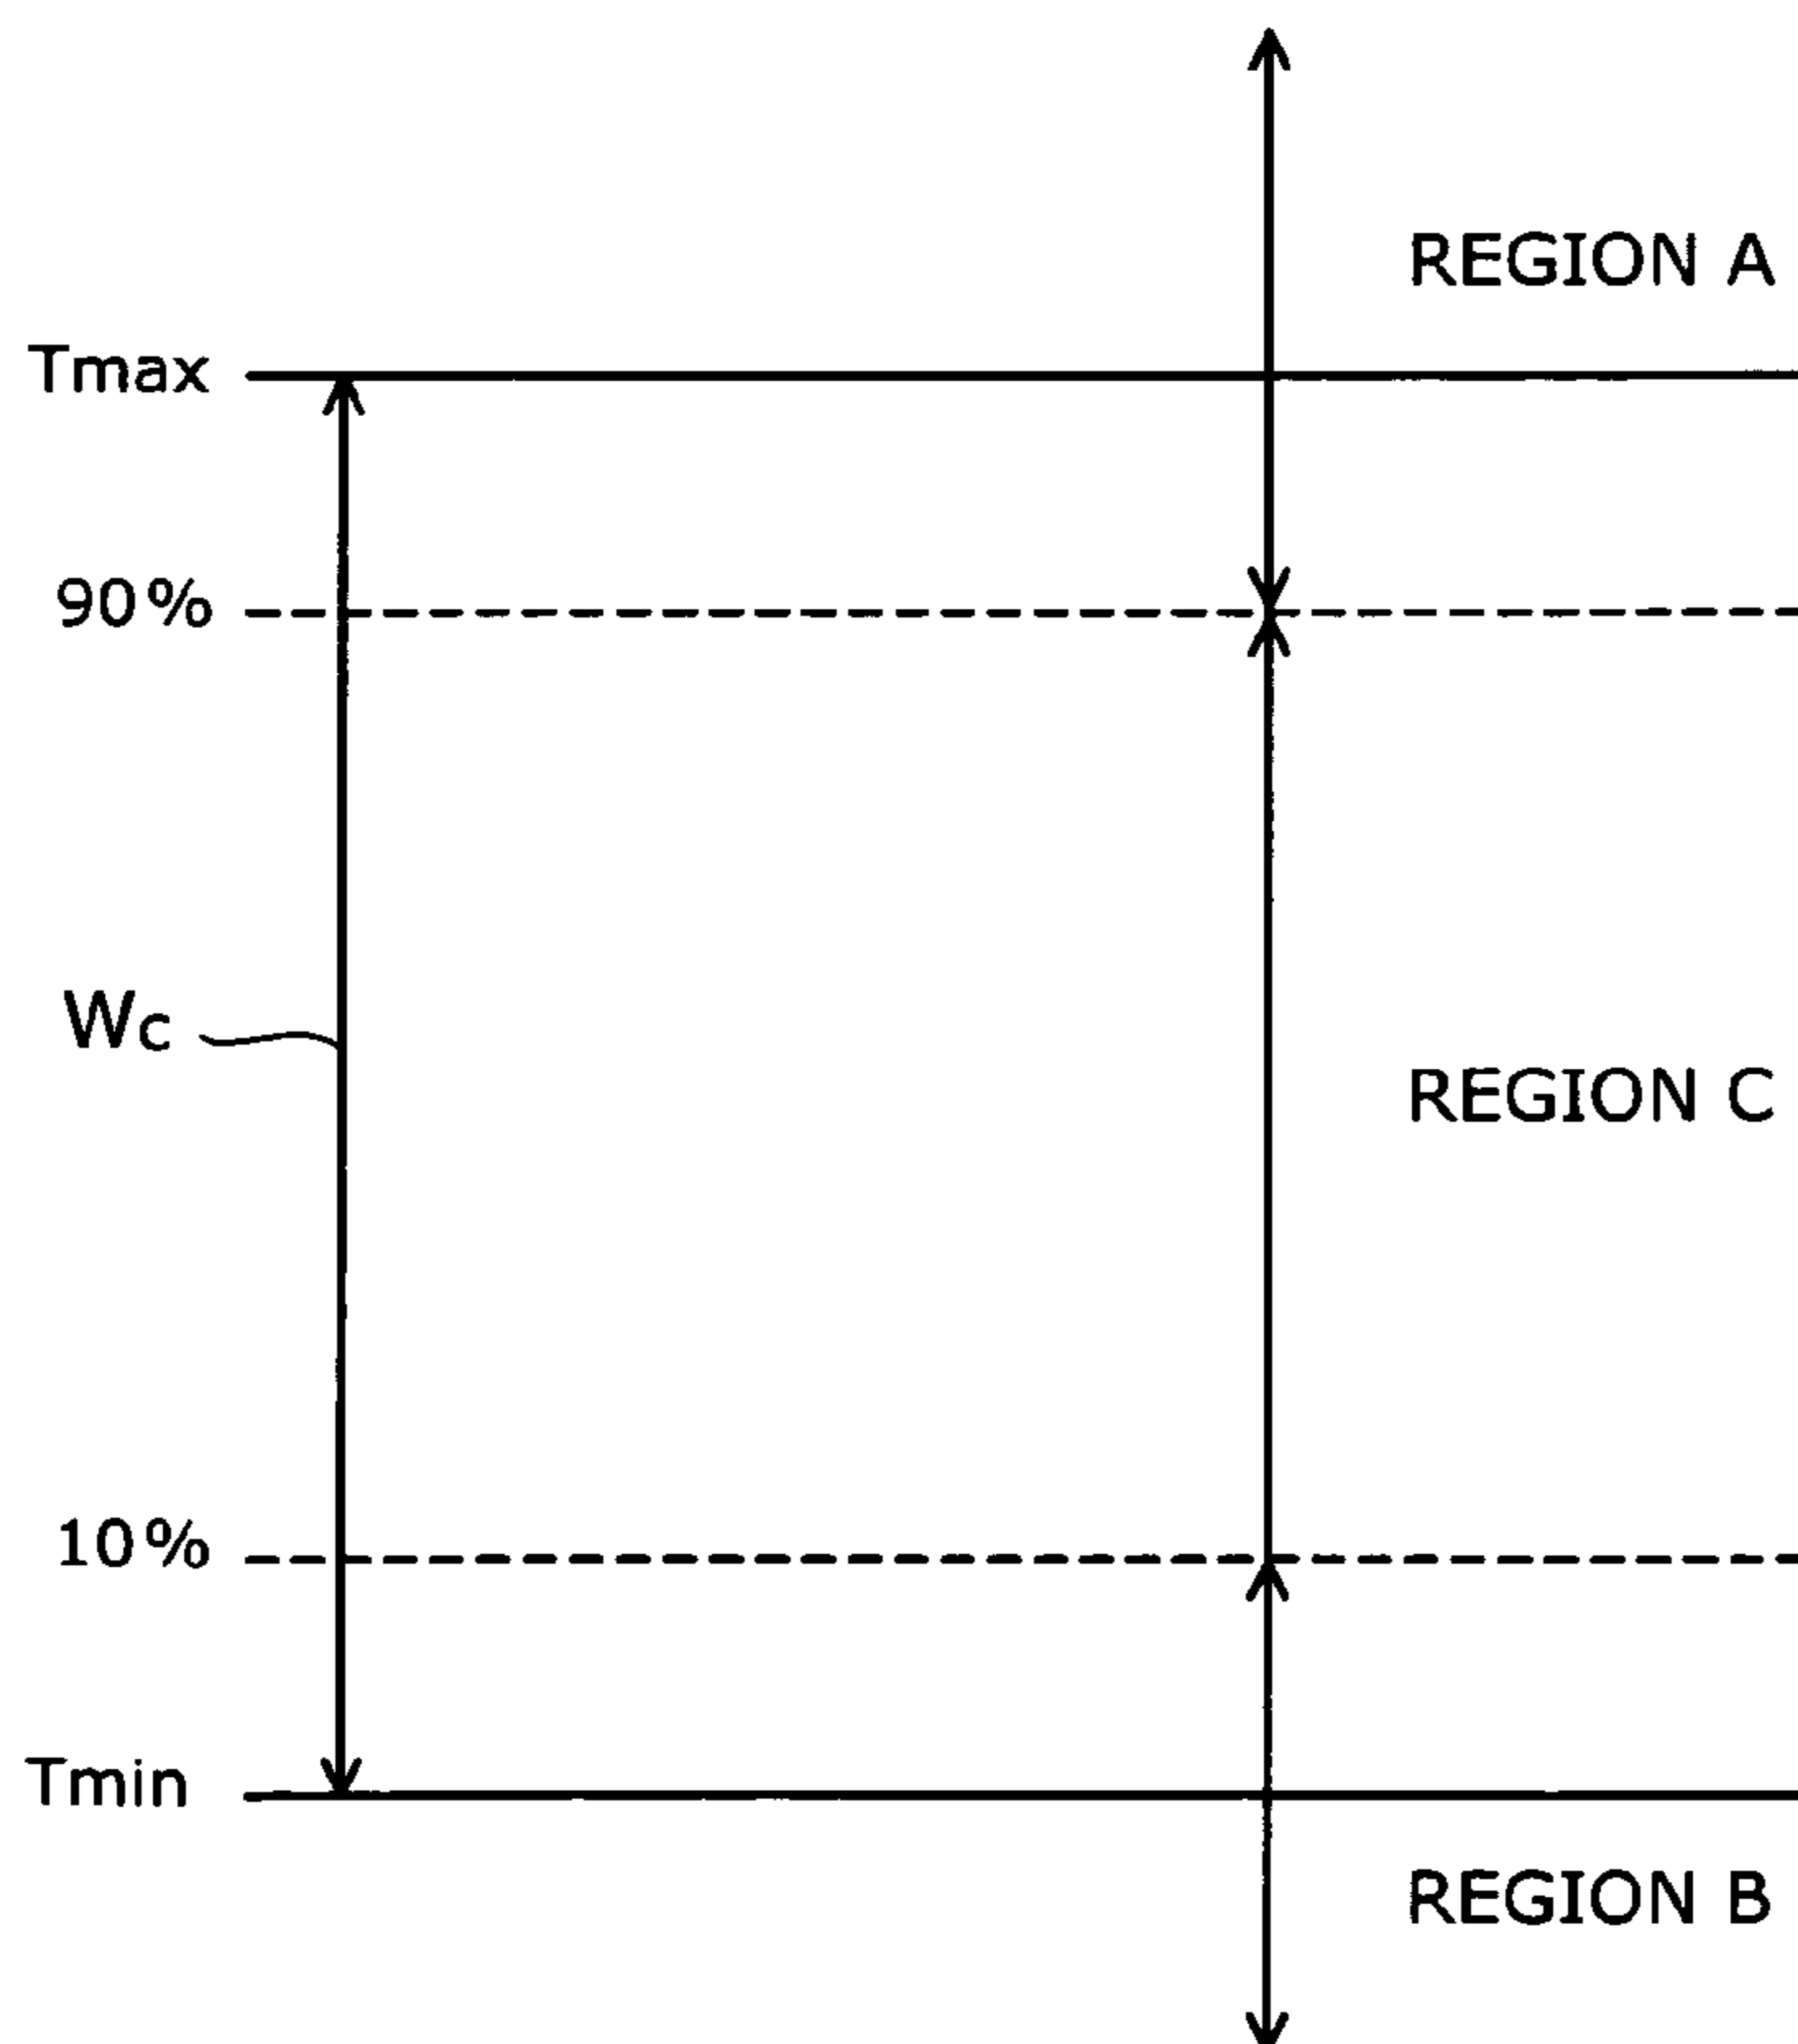 REGION A
Tmax
90%
Wc
REGION C
10%
Tmin
REGION B